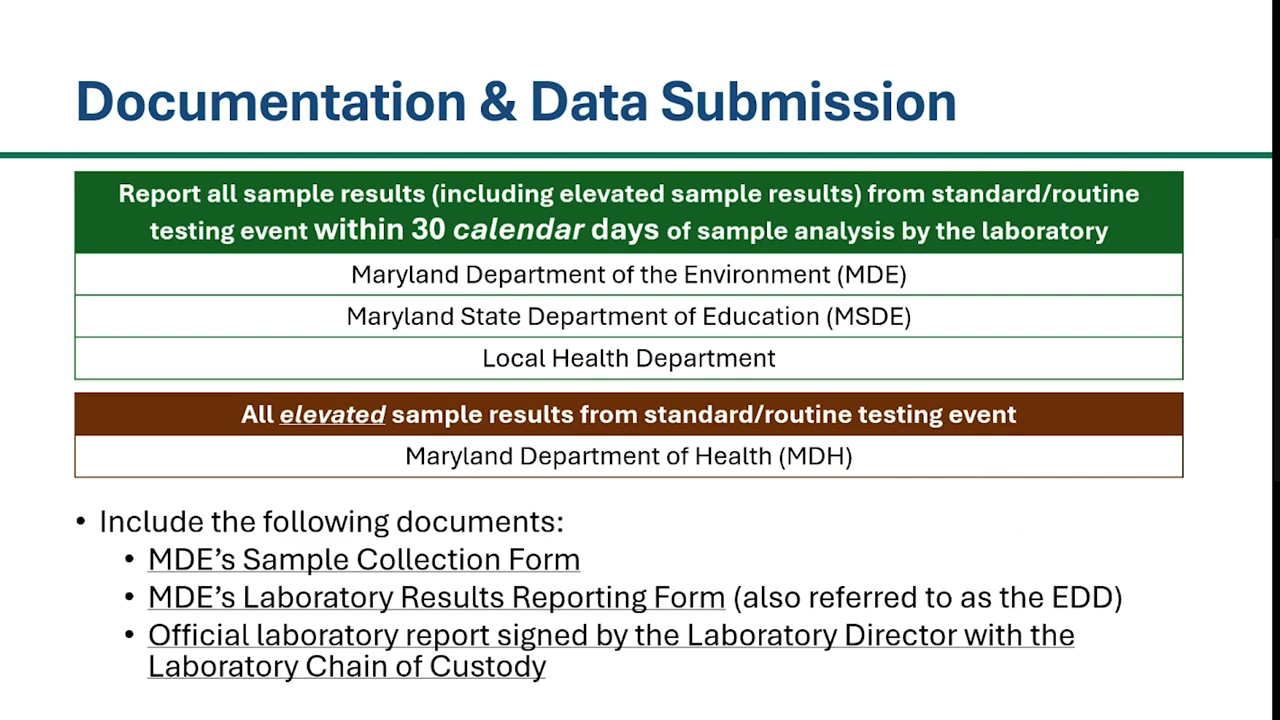 Documentation & Data Submission
Report all sample results (including elevated sample results) from standard/routine
testing event within 30 calendar days of sample analysis by the laboratory
Maryland Department of the Environment (MDE)
Maryland State Department of Education (MSDE)
Local Health Department
All elevated sample results from standard/routine testing event
Maryland Department of Health (MDH)
• Include the following documents:
• MDE’s Sample Collection Form
• MDE’s Laboratory Results Reporting Form (also referred to as the EDD)
• Official laboratory report signed by the Laboratory Director with the
Laboratory Chain of Custody